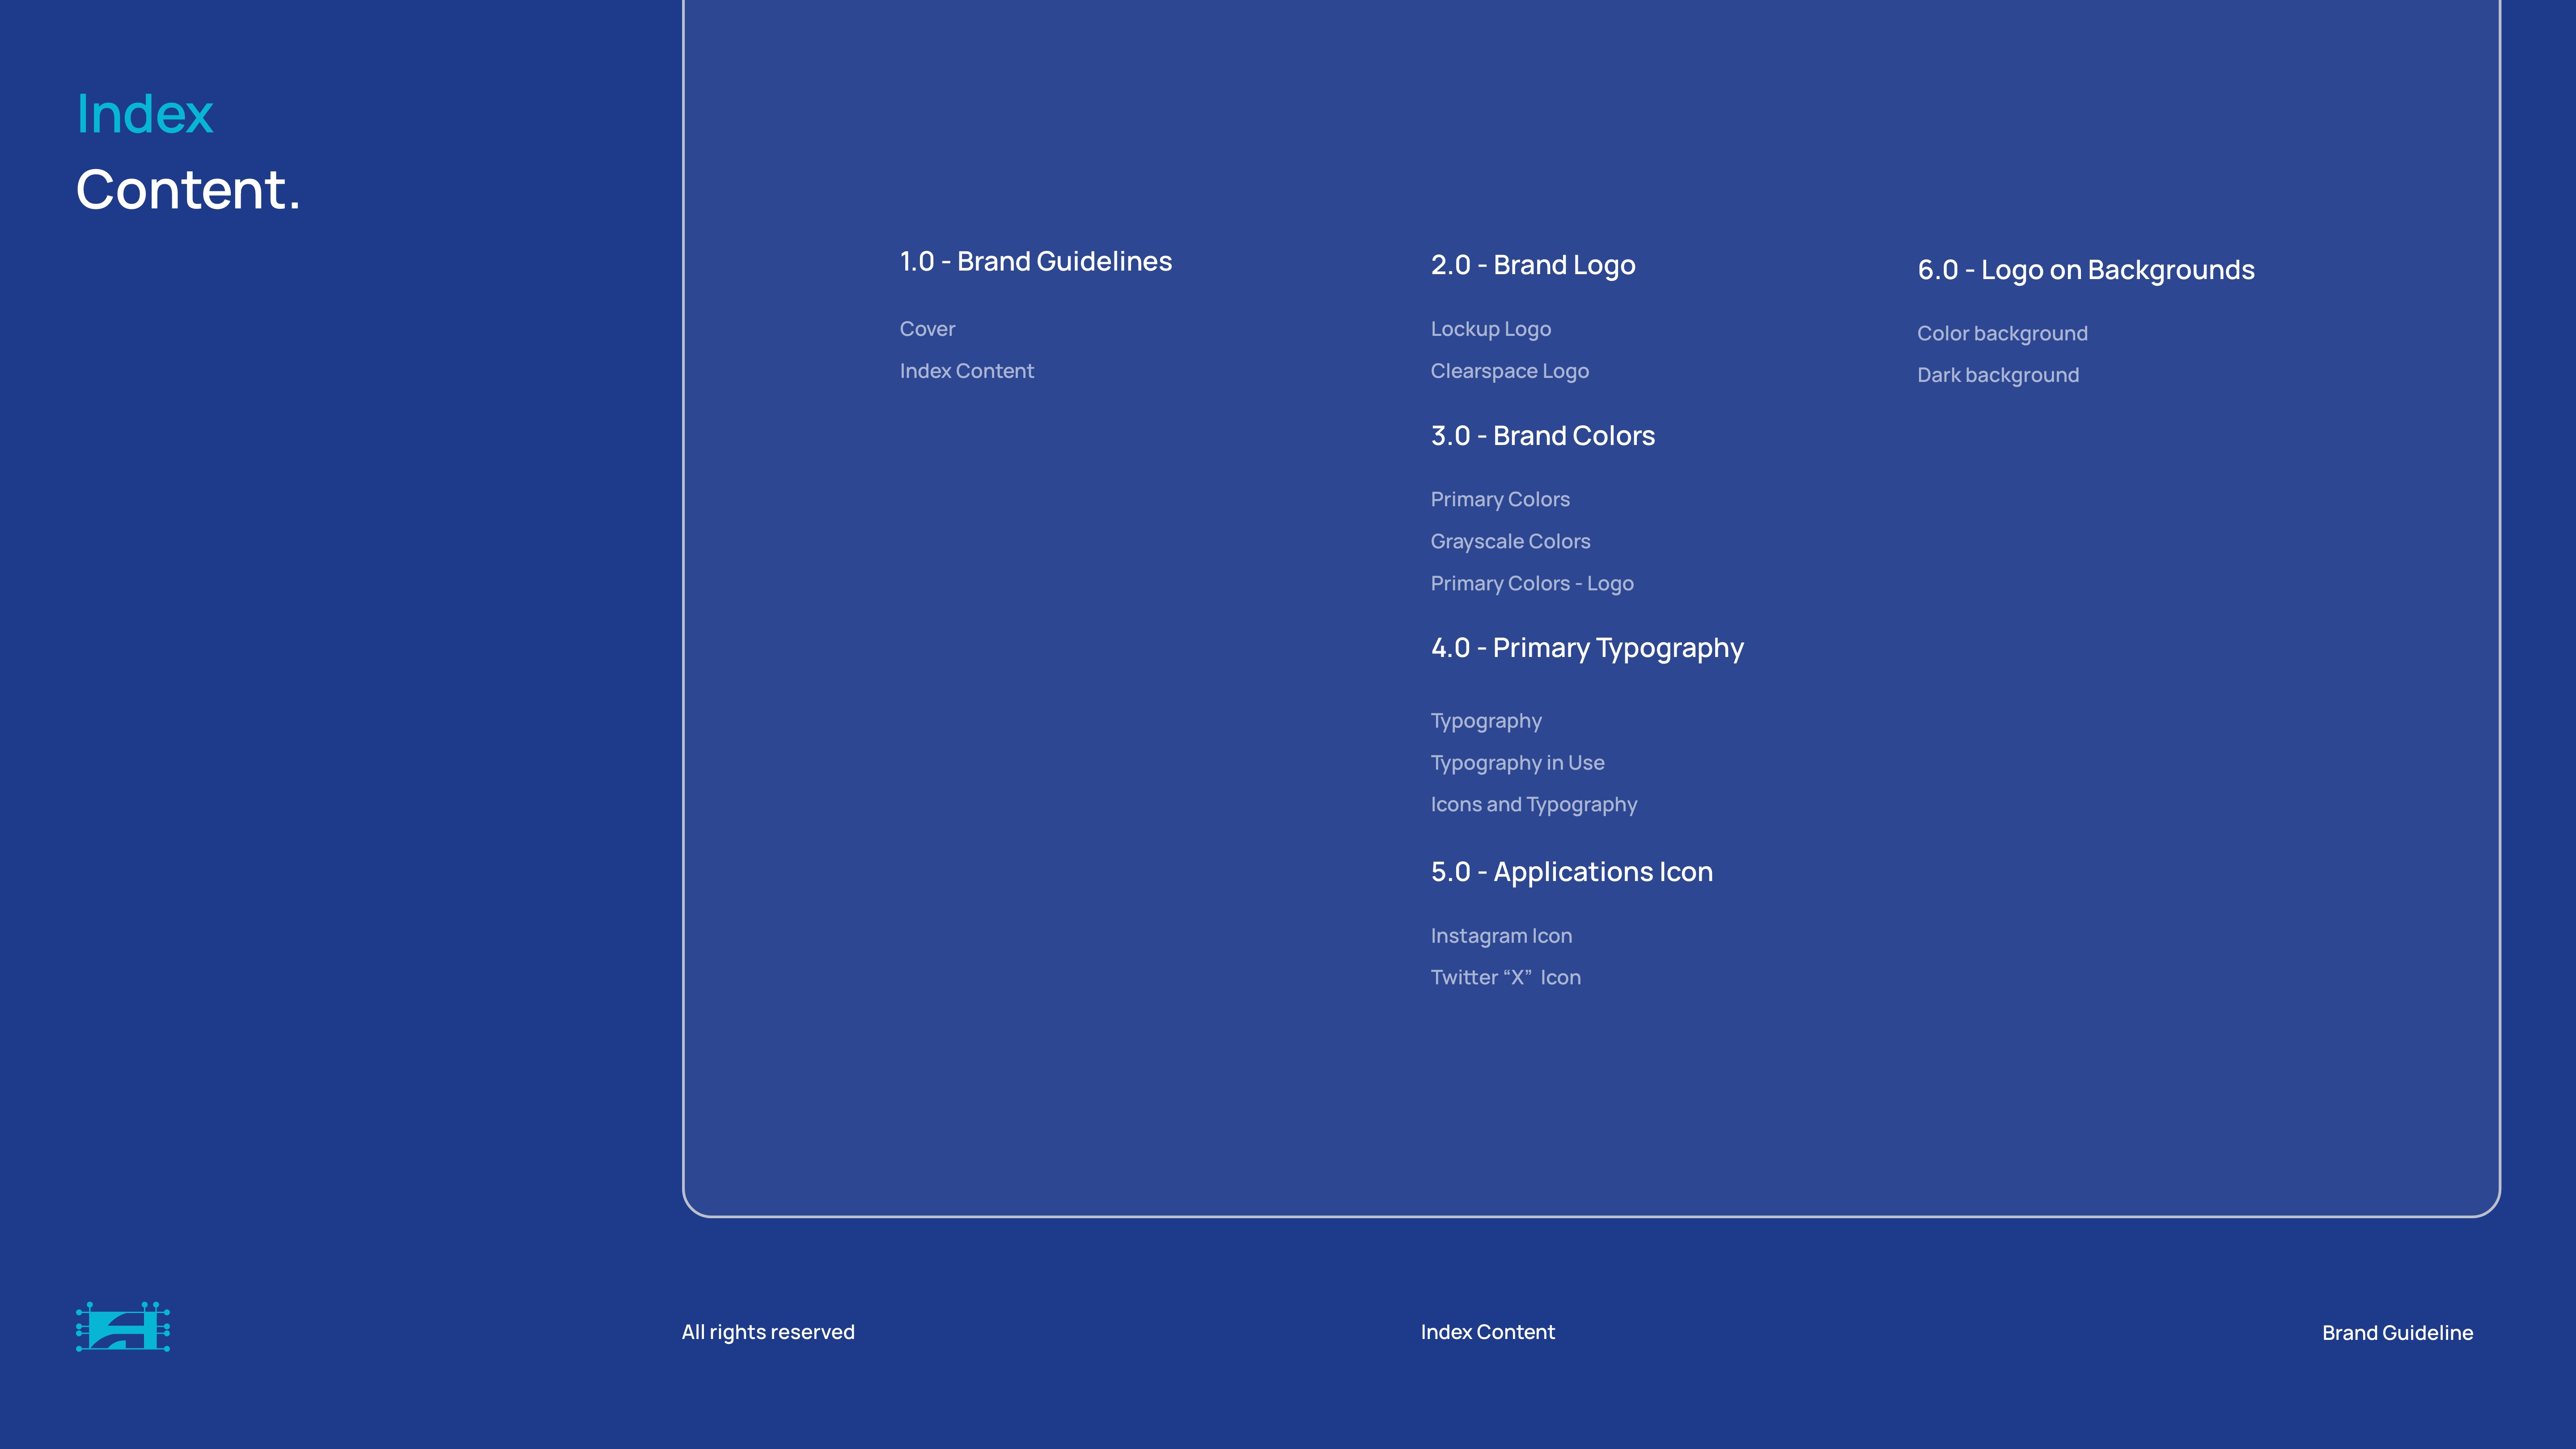 Index
Content.
1.0 - Brand Guidelines
Cover
Index Content
2.0 - Brand Logo
Lockup Logo
Clearspace Logo
3.0 - Brand Colors
Primary Colors
Grayscale Colors
Primary Colors - Logo
4.0 - Primary Typography
Typography
Typography in Use
Icons and Typography
5.0 - Applications Icon
Instagram Icon
Twitter “X”  Icon
6.0 - Logo on Backgrounds
Color background
Dark background
All rights reserved
Index Content
Brand Guideline